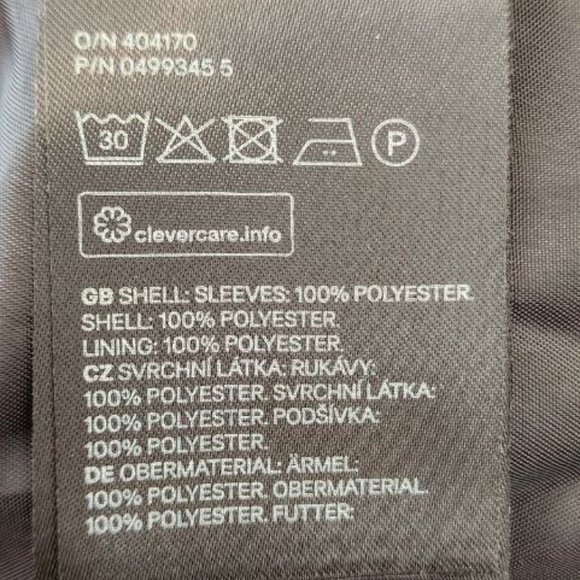 O/N 404170
P/N 0499345 5
30 P
clevercare.info
GB SHELL: SLEEVES: 100% POLYESTER.
SHELL: 100% POLYESTER.
LINING: 100% POLYESTER.
CZ SVRCHNÍ LÁTKA: RUKÁVY:
100% POLYESTER. SVRCHNÍ LÁTKA:
100% POLYESTER. PODŠÍVKA:
100% POLYESTER.
DE OBERMATERIAL: ÄRMEL:
100% POLYESTER. OBERMATERIAL:
100% POLYESTER. FUTTER: